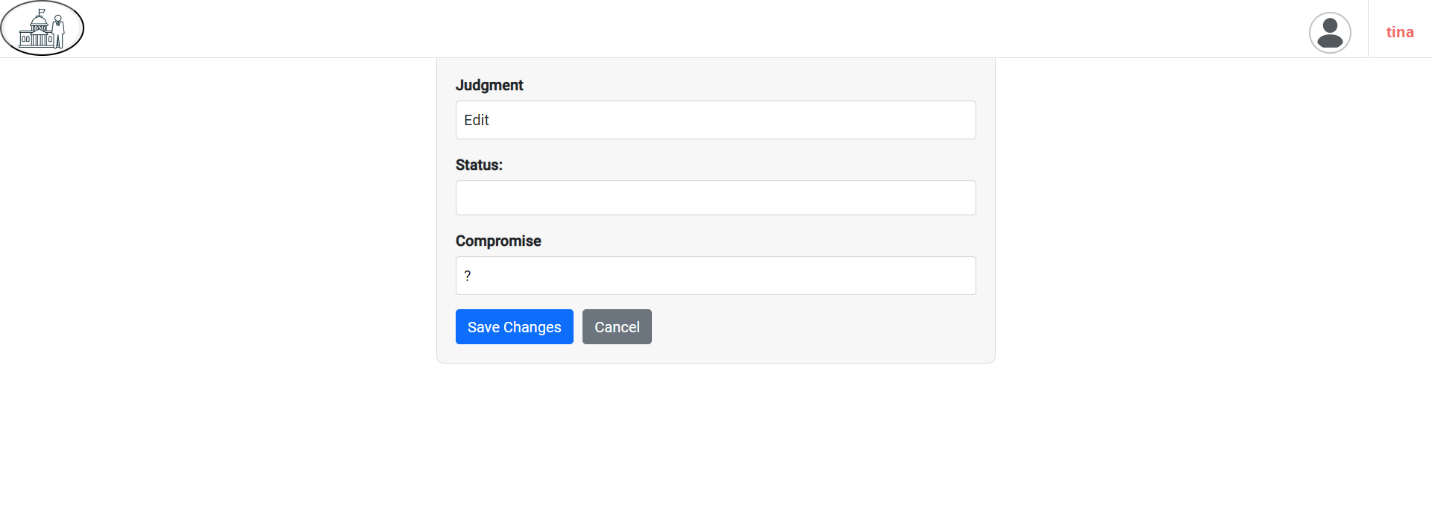 tina
Judgment
Edit
Status:
Compromise
?
Save Changes
Cancel